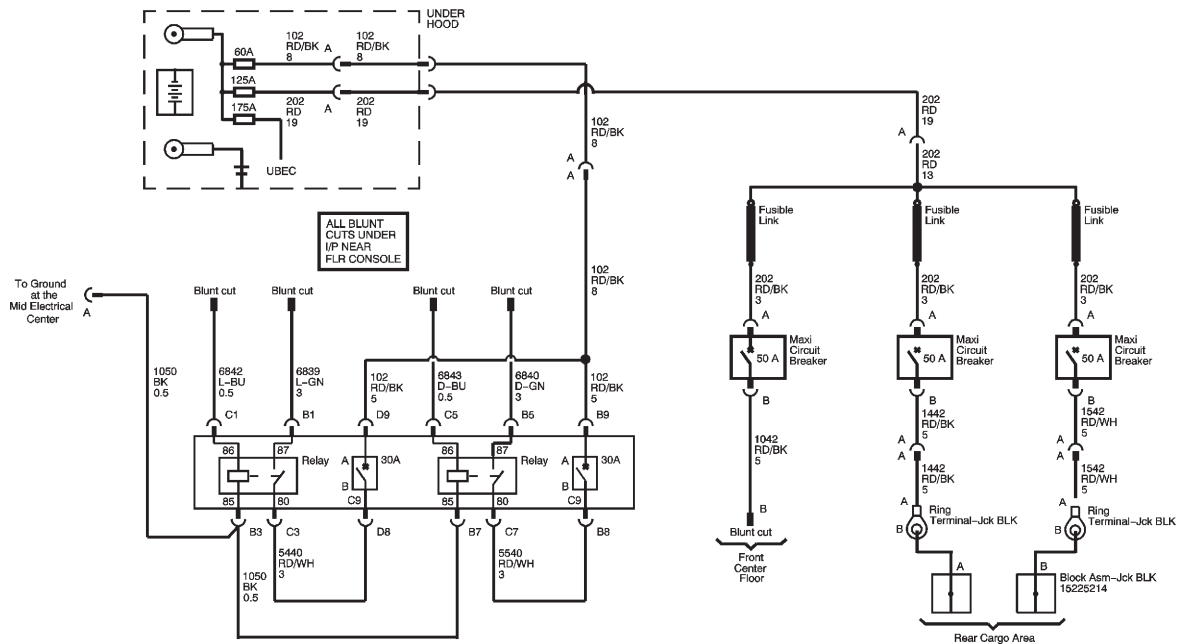 UNDER
HOOD
60A
102
RD/BK
8
A
102
RD/BK
8
125A
175A
202
RD
19
A
202
RD
19
UBEC
102
RD/BK
8
A
A
202
RD
19
A
202
RD
13
ALL BLUNT
CUTS UNDER
I/P NEAR
FLR CONSOLE
Fusible
Link
Fusible
Link
Fusible
Link
To Ground
at the
Mid Electrical
Center
A
102
RD/BK
8
202
RD/BK
3
202
RD/BK
3
202
RD/BK
3
A
A
A
Blunt cut
Blunt cut
Blunt cut
Blunt cut
50 A
Maxi
Circuit
Breaker
50 A
Maxi
Circuit
Breaker
50 A
Maxi
Circuit
Breaker
B
B
B
1050
BK
0.5
6842
L-BU
0.5
6839
L-GN
3
102
RD/BK
5
6843
D-BU
0.5
6840
D-GN
3
102
RD/BK
5
C1
B1
D9
C5
B5
B9
1042
RD/BK
5
1442
RD/BK
5
1542
RD/WH
5
A
A
A
A
86
87
Relay
A
30A
B
C9
85
80
86
87
Relay
A
30A
B
C9
85
80
1442
RD/BK
5
1542
RD/WH
5
B3
C3
D8
B7
C7
B8
B
Blunt cut
Front
Center
Floor
A
B
Ring
Terminal-Jck BLK
A
B
Ring
Terminal-Jck BLK
1050
BK
0.5
5440
RD/WH
3
5540
RD/WH
3
A
B
Block Asm-Jck BLK
15225214
Rear Cargo Area